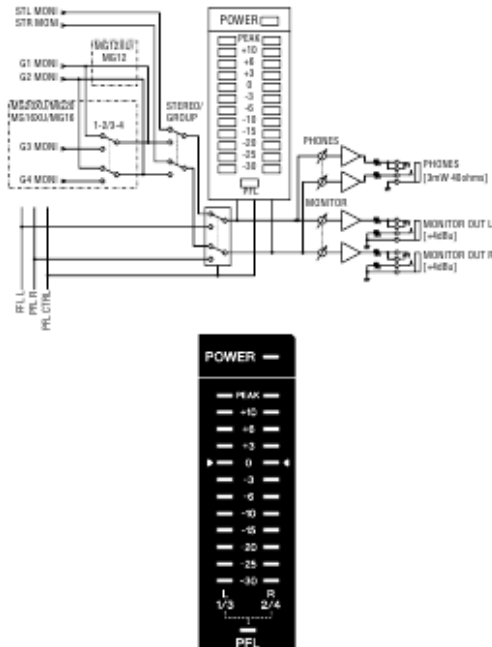 STL MONI
STR MONI
G1 MONI
G2 MONI
MG12
MG16XU/MG16
1-2/3-4
G3 MONI
G4 MONI
STEREO/
GROUP
POWER
PEAK
+10
+6
+3
0
-3
-6
-10
-15
-20
-25
-30
PFL
PHONES
PHONES
[3mW 40ohms]
MONITOR
MONITOR OUT L
[+4dBu]
MONITOR OUT R
[+4dBu]
PFL L
PFL R
PFL CTRL
POWER
PEAK
+10
+6
+3
0
-3
-6
-10
-15
-20
-25
-30
L R
1/3 2/4
PFL